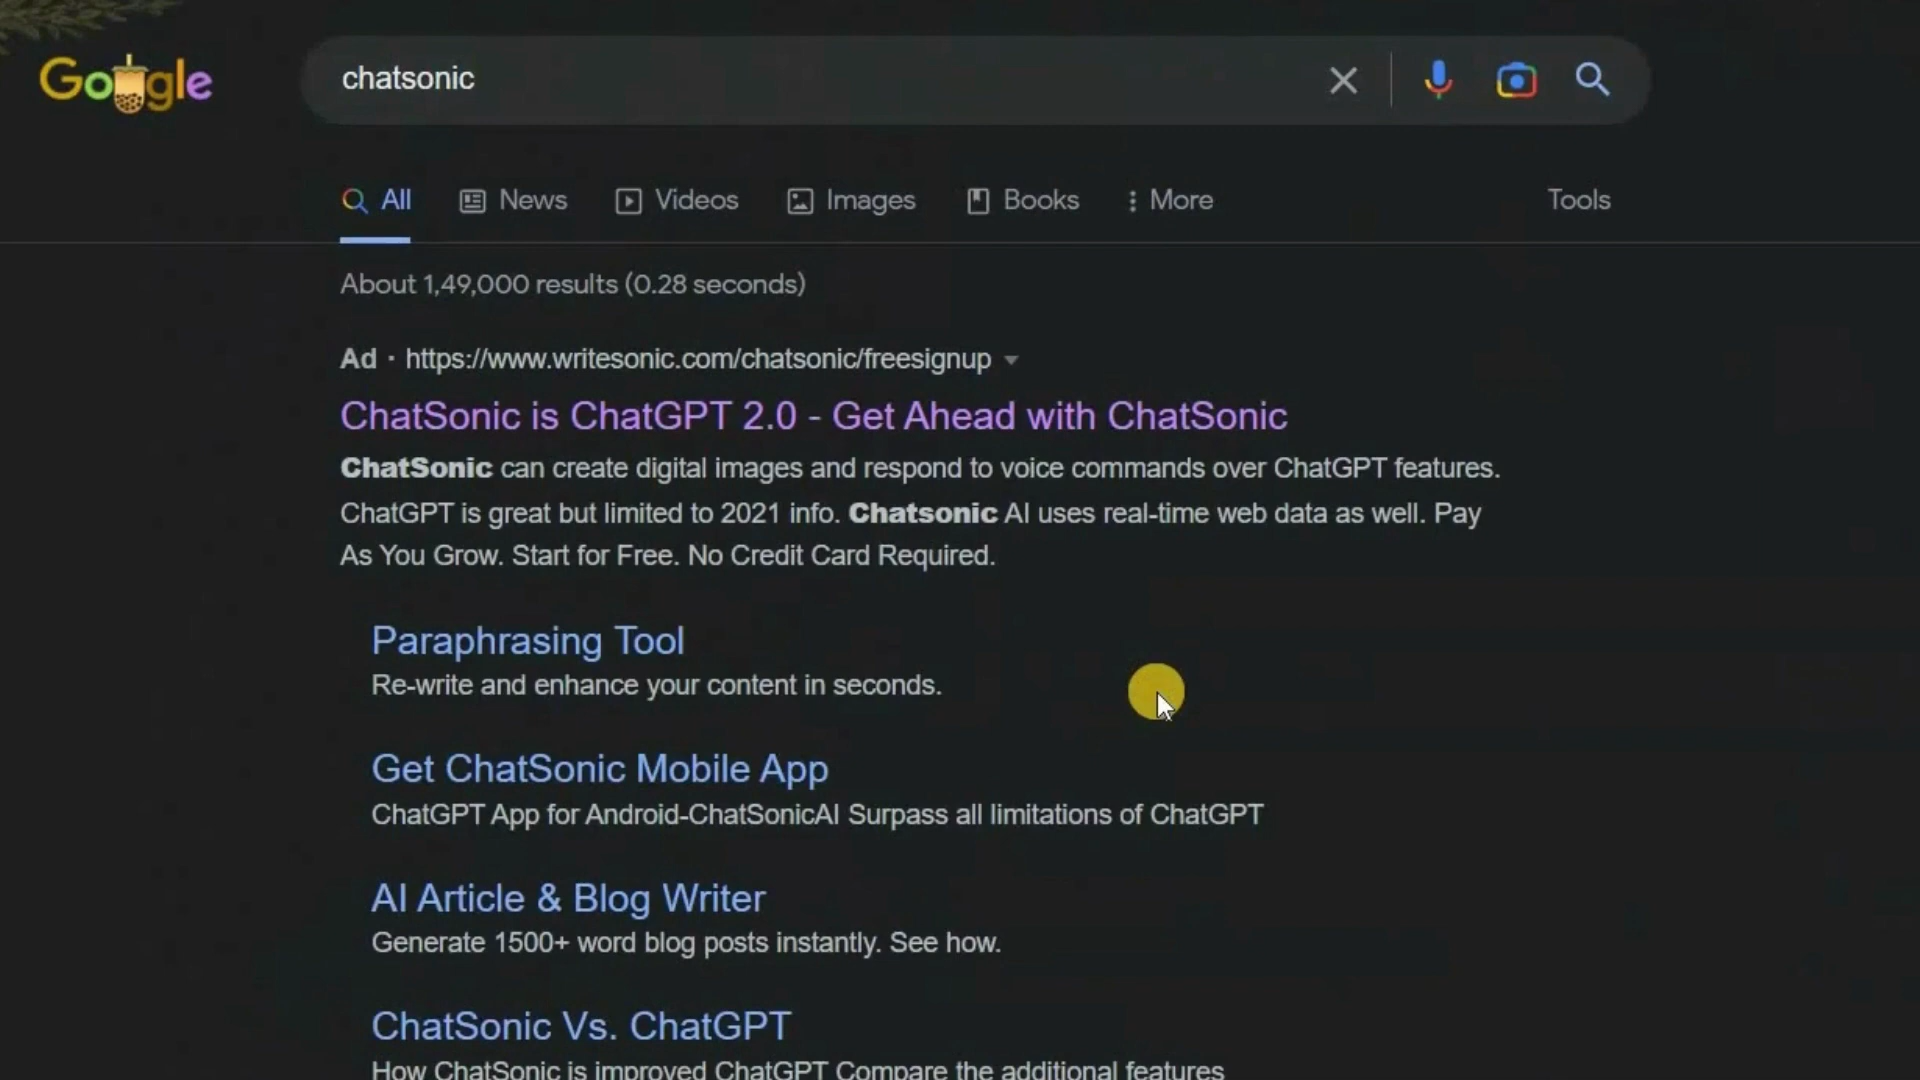 Google
chatsonic
All News Videos Images Books More Tools
About 1,49,000 results (0.28 seconds)
Ad · https://www.writesonic.com/chatsonic/freesignup
ChatSonic is ChatGPT 2.0 - Get Ahead with ChatSonic
ChatSonic can create digital images and respond to voice commands over ChatGPT features.
ChatGPT is great but limited to 2021 info. Chatsonic AI uses real-time web data as well. Pay
As You Grow. Start for Free. No Credit Card Required.
Paraphrasing Tool
Re-write and enhance your content in seconds.
Get ChatSonic Mobile App
ChatGPT App for Android-ChatSonicAI Surpass all limitations of ChatGPT
AI Article & Blog Writer
Generate 1500+ word blog posts instantly. See how.
ChatSonic Vs. ChatGPT
How ChatSonic is improved ChatGPT Compare the additional features